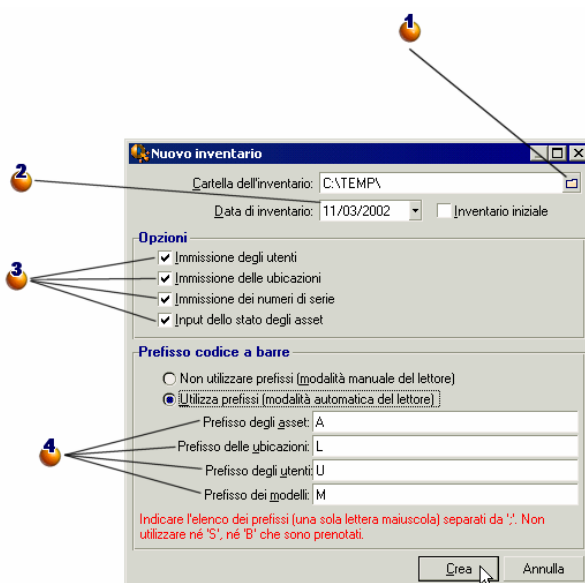 1
Nuovo inventario
2
Cartella dell'inventario: C:\TEMP\
Data di inventario: 11/03/2002 Inventario iniziale
Opzioni
3
Immissione degli utenti
Immissione delle ubicazioni
Immissione dei numeri di serie
Input dello stato degli asset
Prefisso codice a barre
Non utilizzare prefissi (modalità manuale del lettore)
Utilizza prefissi (modalità automatica del lettore)
4
Prefisso degli asset: A
Prefisso delle ubicazioni: L
Prefisso degli utenti: U
Prefisso dei modelli: M
Indicare l'elenco dei prefissi (una sola lettera maiuscola) separati da ';'. Non
utilizzare né 'S', né 'B' che sono prenotati.
Crea Annulla